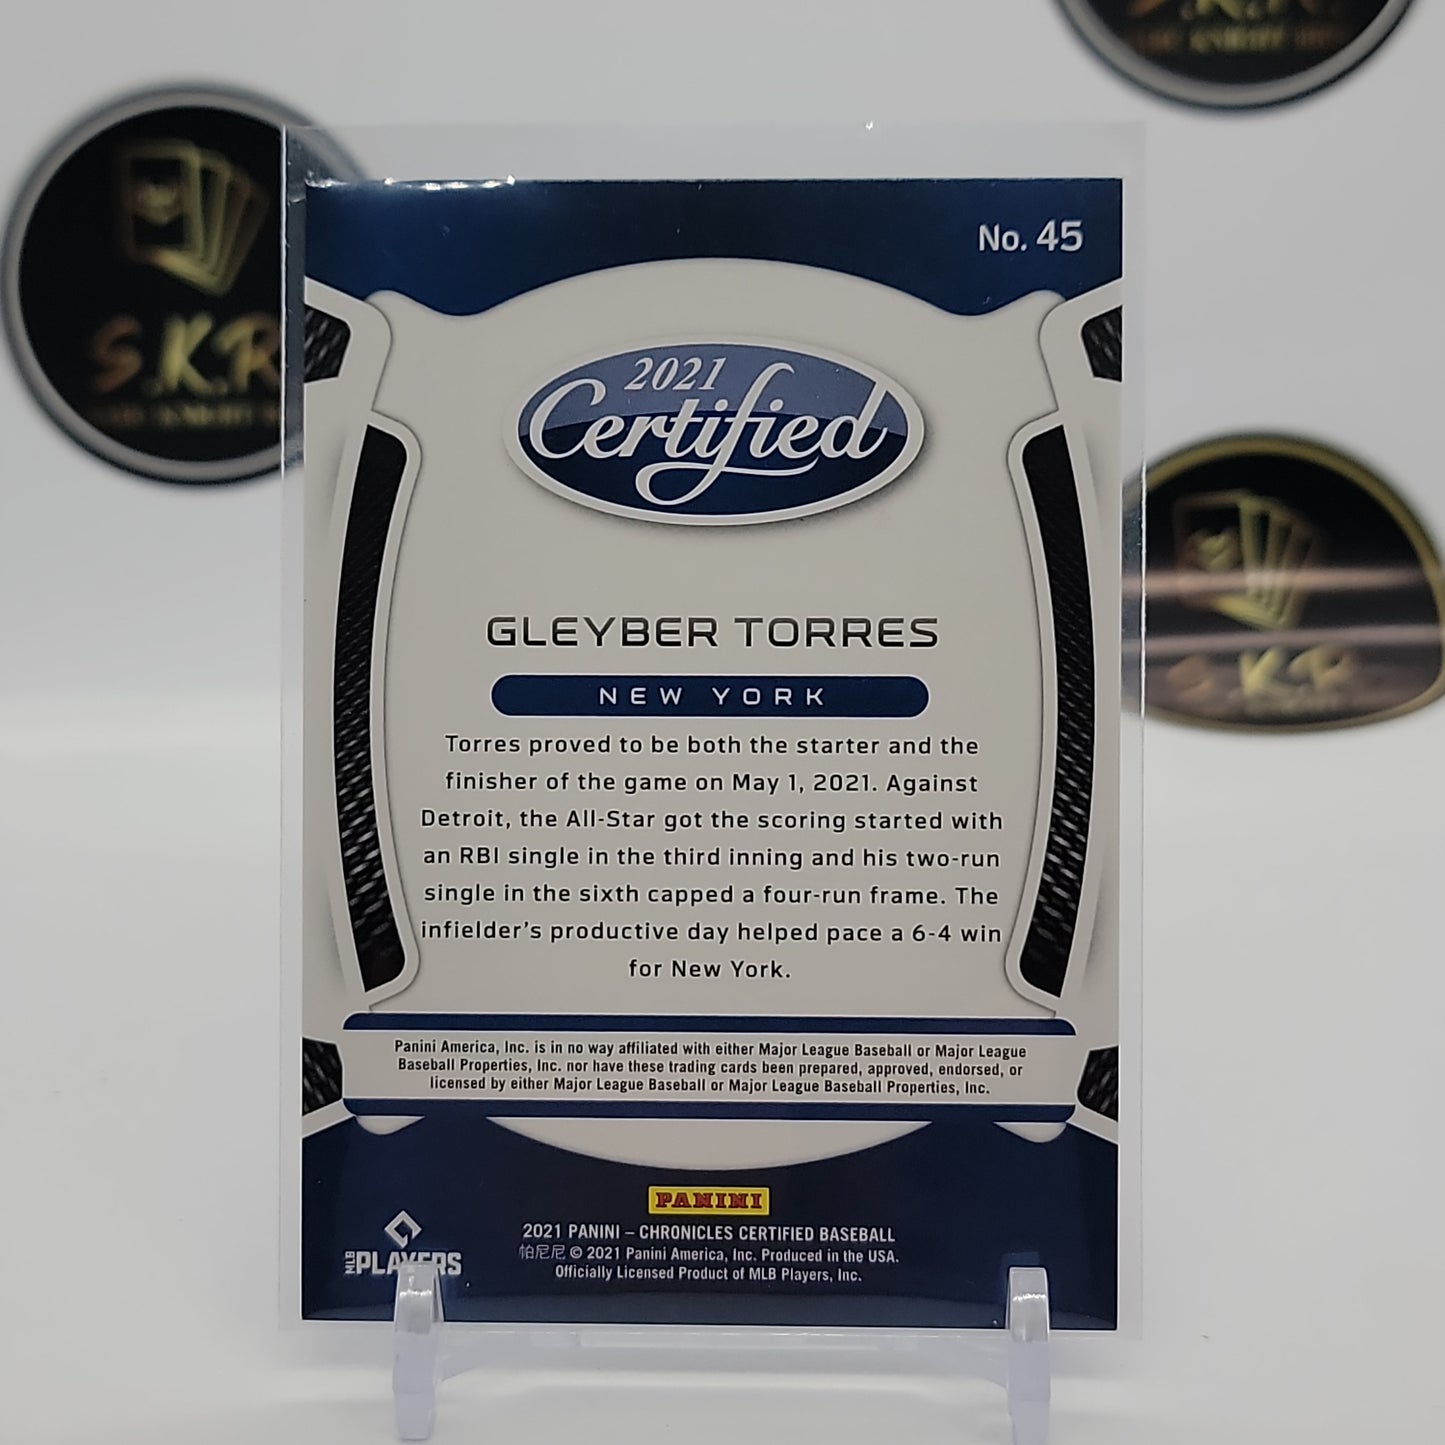 S.K.R
S.K.R
No. 45
2021
Certified
GLEYBER TORRES
NEW YORK
Torres proved to be both the starter and the
finisher of the game on May 1, 2021. Against
Detroit, the All-Star got the scoring started with
an RBI single in the third inning and his two-run
single in the sixth capped a four-run frame. The
infielder's productive day helped pace a 6-4 win
for New York.
Panini America, Inc. is in no way affiliated with either Major League Baseball or Major League
Baseball Properties, Inc. nor have these trading cards been prepared, approved, endorsed, or
licensed by either Major League Baseball or Major League Baseball Properties, Inc.
PANINI
2021 PANINI – CHRONICLES CERTIFIED BASEBALL
帕尼尼 © 2021 Panini America, Inc. Produced in the USA.
Officially Licensed Product of MLB Players, Inc.
MLB PLAYERS
S.K.R